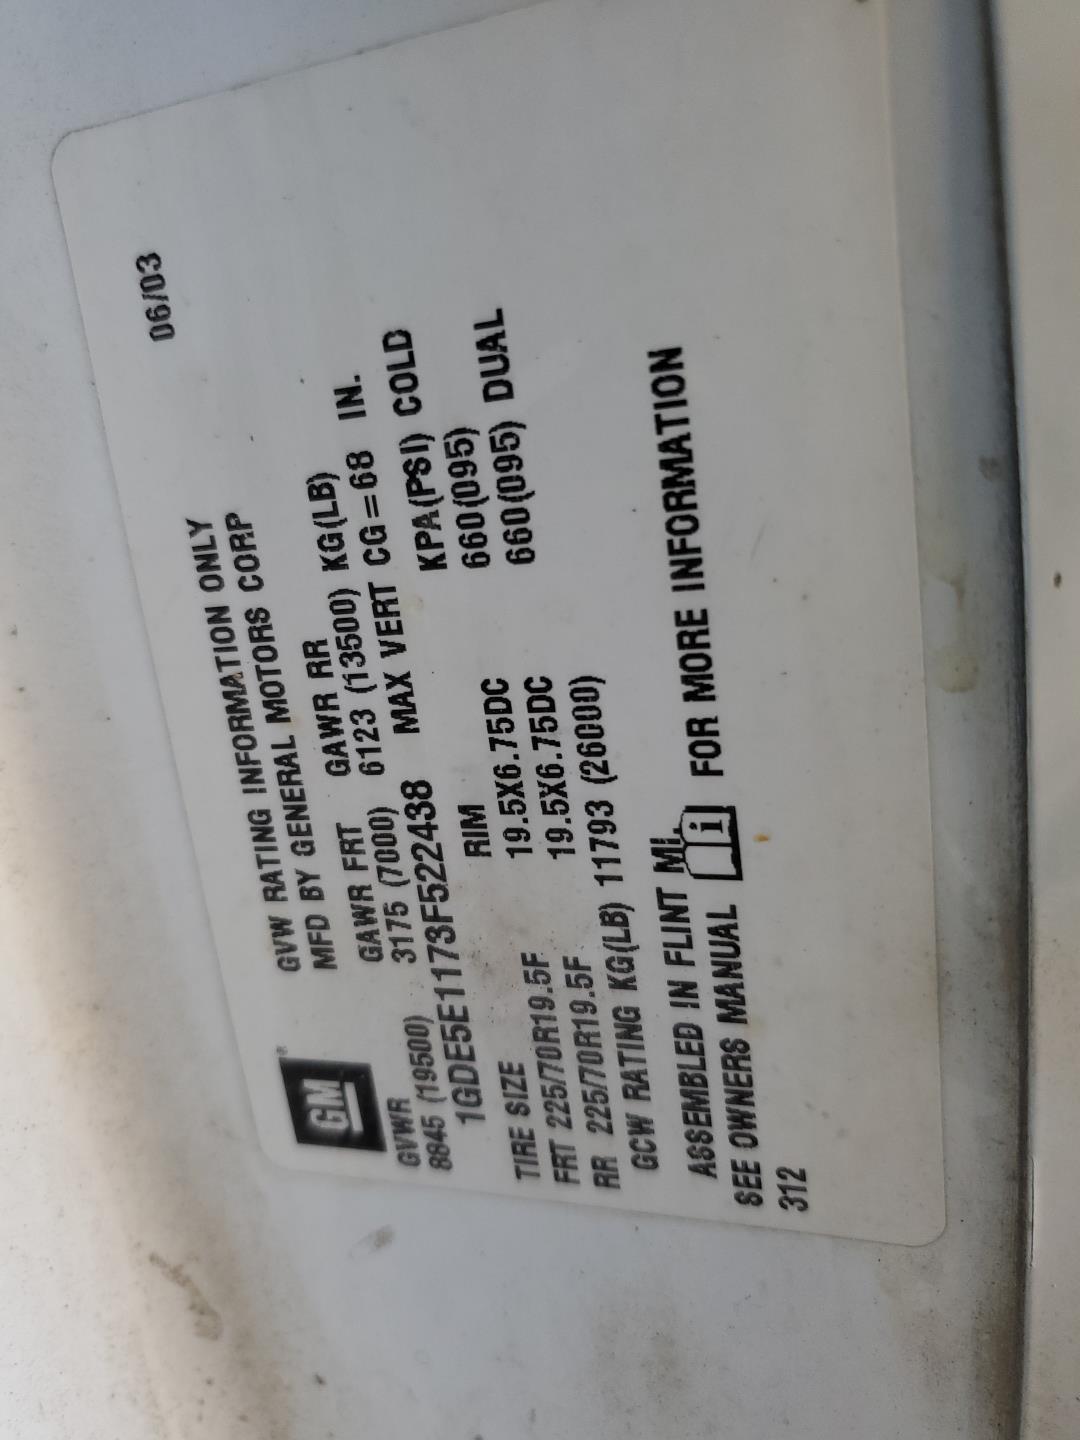 06/03
GVW RATING INFORMATION ONLY
MFD BY GENERAL MOTORS CORP
GM®
GVWR GAWR FRT GAWR RR KG(LB)
8845 (19500) 3175 (7000) 6123 (13500) MAX VERT CG=68 IN.
1GDE5E1173F522438
TIRE SIZE RIM KPA(PSI) COLD
FRT 225/70R19.5F 19.5X6.75DC 660(095)
RR 225/70R19.5F 19.5X6.75DC 660(095) DUAL
GCW RATING KG(LB) 11793 (26000)
ASSEMBLED IN FLINT MI.
SEE OWNERS MANUAL i FOR MORE INFORMATION
312